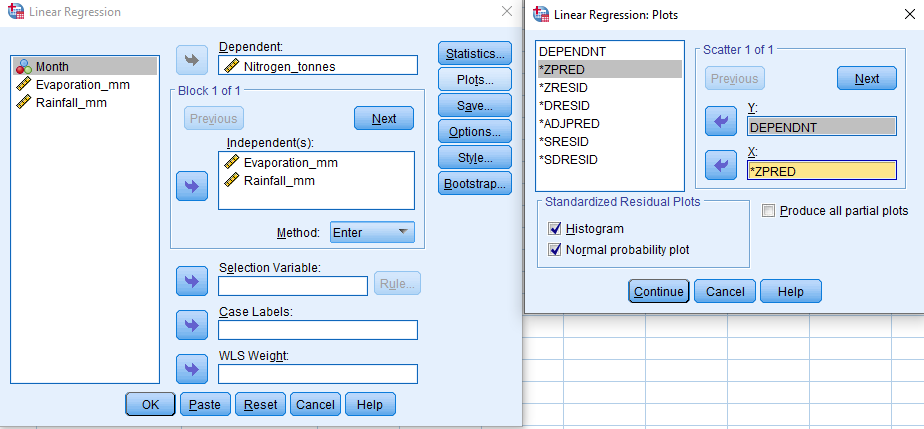 Linear Regression
Month
Evaporation_mm
Rainfall_mm
Dependent:
Nitrogen_tonnes
Block 1 of 1
Previous
Next
Independent(s):
Evaporation_mm
Rainfall_mm
Method:
Enter
Selection Variable:
Rule...
Case Labels:
WLS Weight:
Statistics...
Plots...
Save...
Options...
Style...
Bootstrap...
OK
Paste
Reset
Cancel
Help
Linear Regression: Plots
DEPENDNT
*ZPRED
*ZRESID
*DRESID
*ADJPRED
*SRESID
*SDRESID
Scatter 1 of 1
Previous
Next
Y:
DEPENDNT
X:
*ZPRED
Standardized Residual Plots
Histogram
Normal probability plot
Produce all partial plots
Continue
Cancel
Help